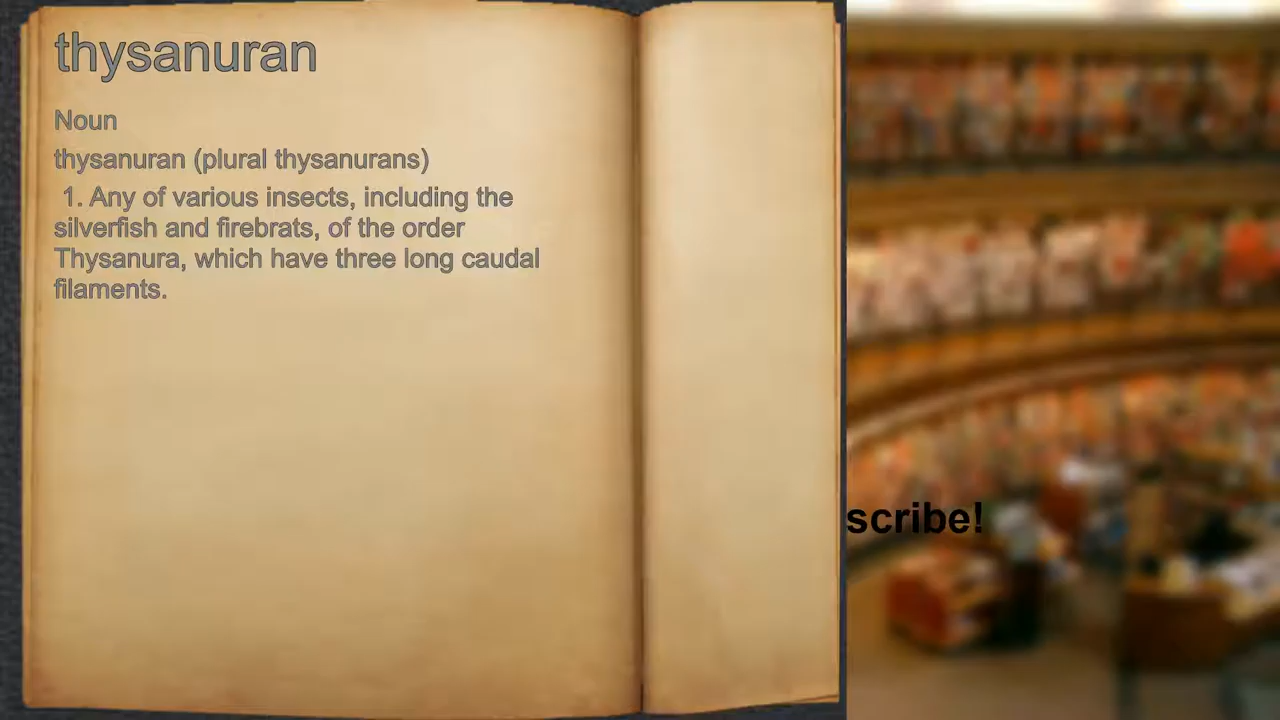 thysanuran
Noun
thysanuran (plural thysanurans)
1. Any of various insects, including the
silverfish and firebrats, of the order
Thysanura, which have three long caudal
filaments.
scribe!